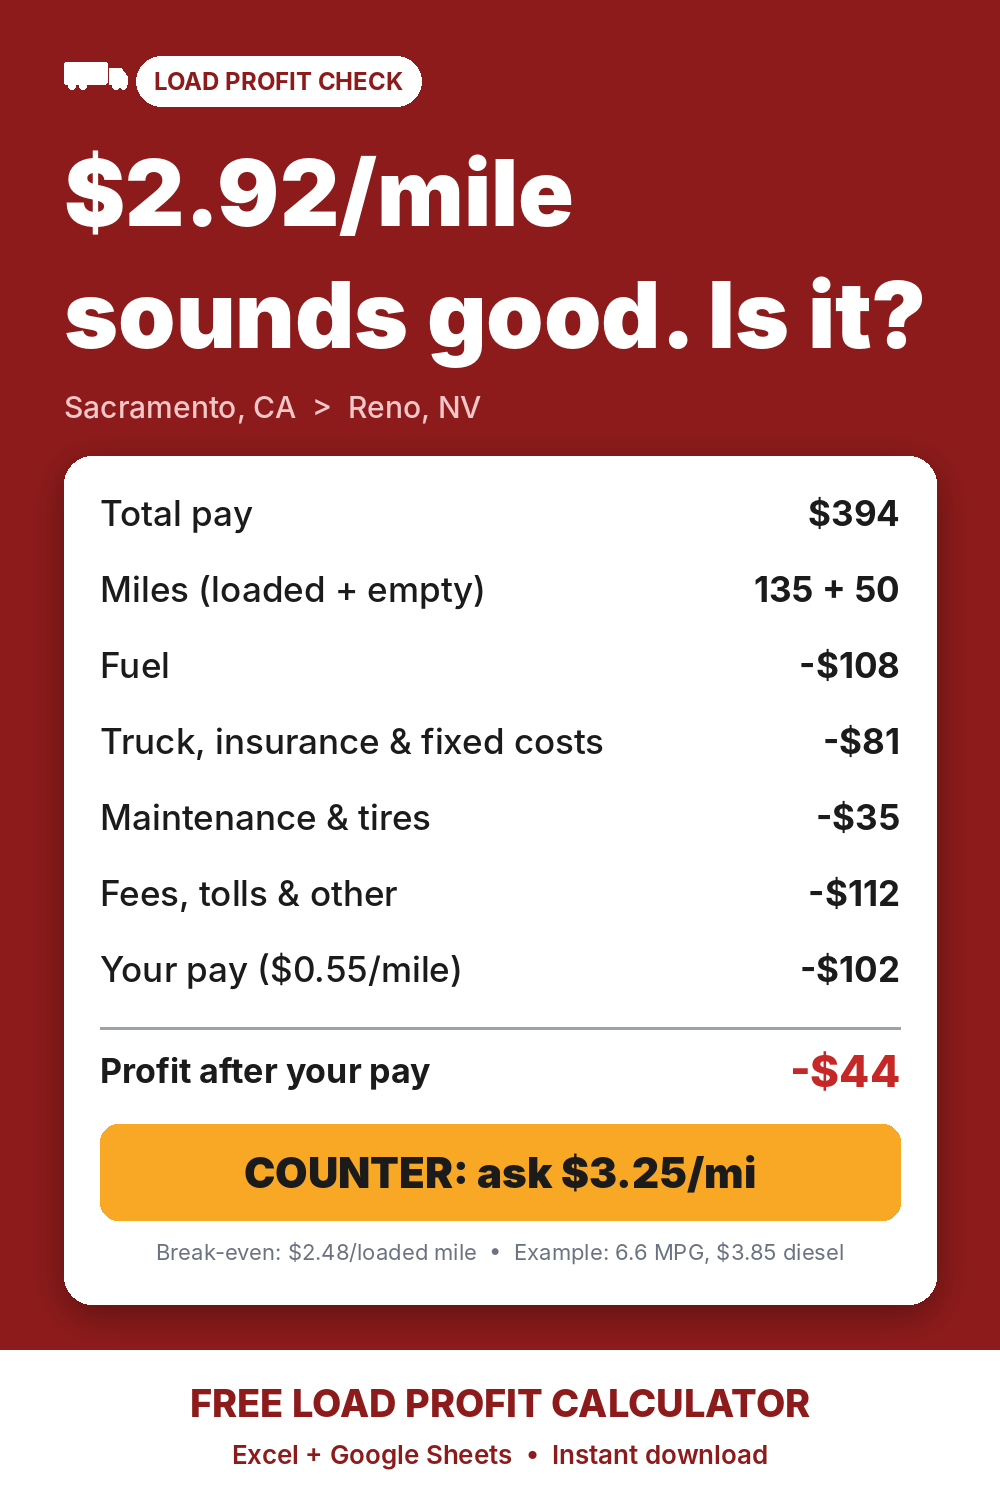 LOAD PROFIT CHECK
$2.92/mile
sounds good. Is it?
Sacramento, CA > Reno, NV
Total pay $394
Miles (loaded + empty) 135 + 50
Fuel -$108
Truck, insurance & fixed costs -$81
Maintenance & tires -$35
Fees, tolls & other -$112
Your pay ($0.55/mile) -$102
Profit after your pay -$44
COUNTER: ask $3.25/mi
Break-even: $2.48/loaded mile • Example: 6.6 MPG, $3.85 diesel
FREE LOAD PROFIT CALCULATOR
Excel + Google Sheets • Instant download